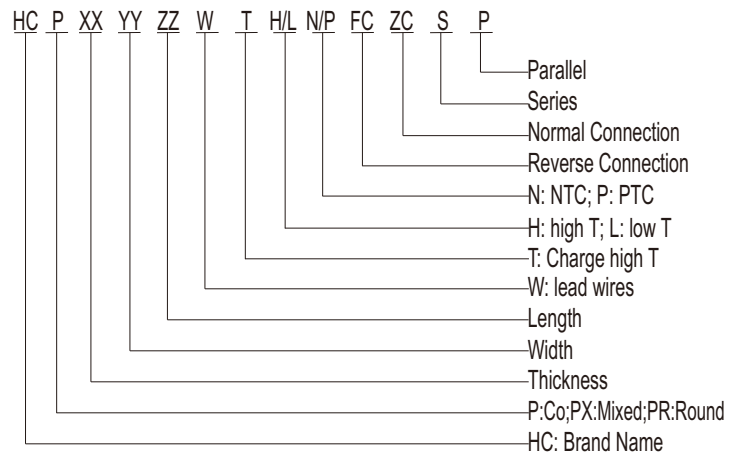 HC P XX YY ZZ W T H/L N/P FC ZC S P
Parallel
Series
Normal Connection
Reverse Connection
N: NTC; P: PTC
H: high T; L: low T
T: Charge high T
W: lead wires
Length
Width
Thickness
P:Co;PX:Mixed;PR:Round
HC: Brand Name